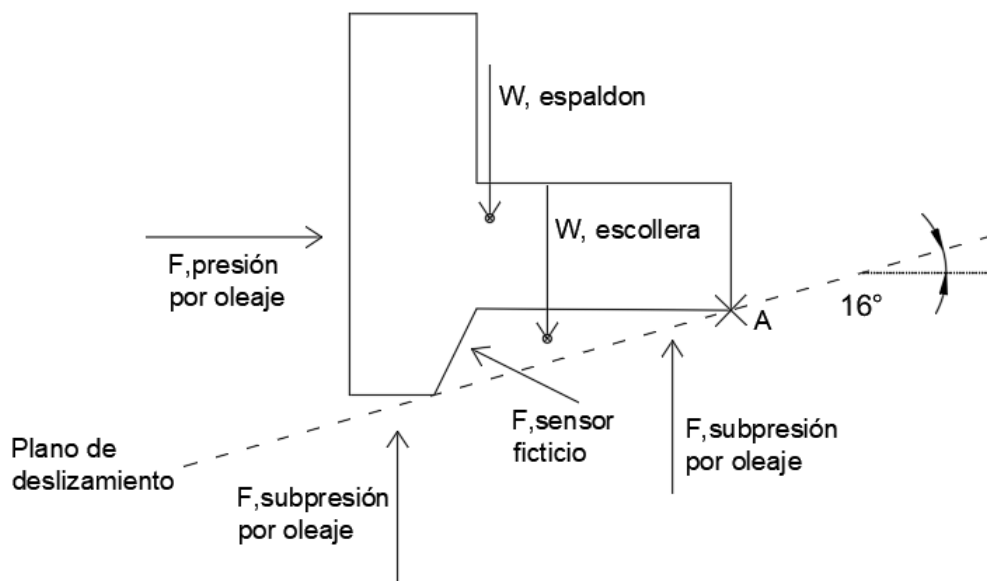 W, espaldon
W, escollera
F,presión
por oleaje
16°
A
F,sensor
ficticio
F,subpresión
por oleaje
Plano de
deslizamiento
F,subpresión
por oleaje